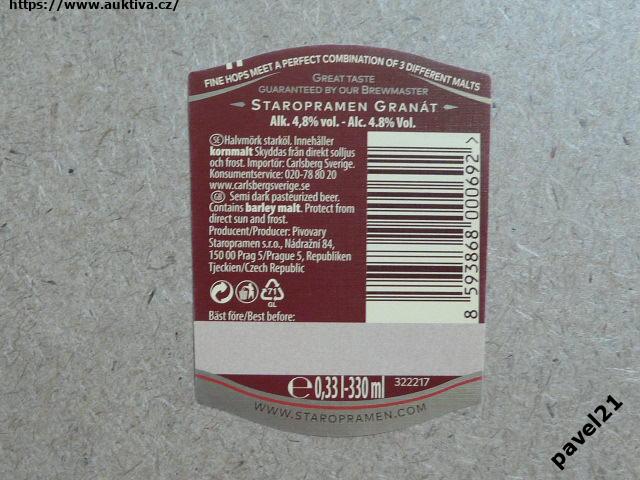 https://www.auktiva.cz/
FINE HOPS MEET A PERFECT COMBINATION OF 3 DIFFERENT MALTS
GREAT TASTE
GUARANTEED BY OUR BREWMASTER
STAROPRAMEN GRANÁT
Alk. 4,8% vol. - Alc. 4.8% Vol.
SE Halvmörk starköl. Innehåller
kornmalt Skyddas från direkt solljus
och frost. Importör: Carlsberg Sverige.
Konsumentservice: 020-78 80 20
www.carlsbergsverige.se
GB Semi dark pasteurized beer.
Contains barley malt. Protect from
direct sun and frost.
Producent/Producer: Pivovary
Staropramen s.r.o., Nádražní 84,
150 00 Prag 5/Prague 5, Republiken
Tjeckien/Czech Republic
71
GL
Bäst före/Best before:
8 593868 000692 >
℮ 0,33 l-330 ml
322217
WWW.STAROPRAMEN.COM
pavel21